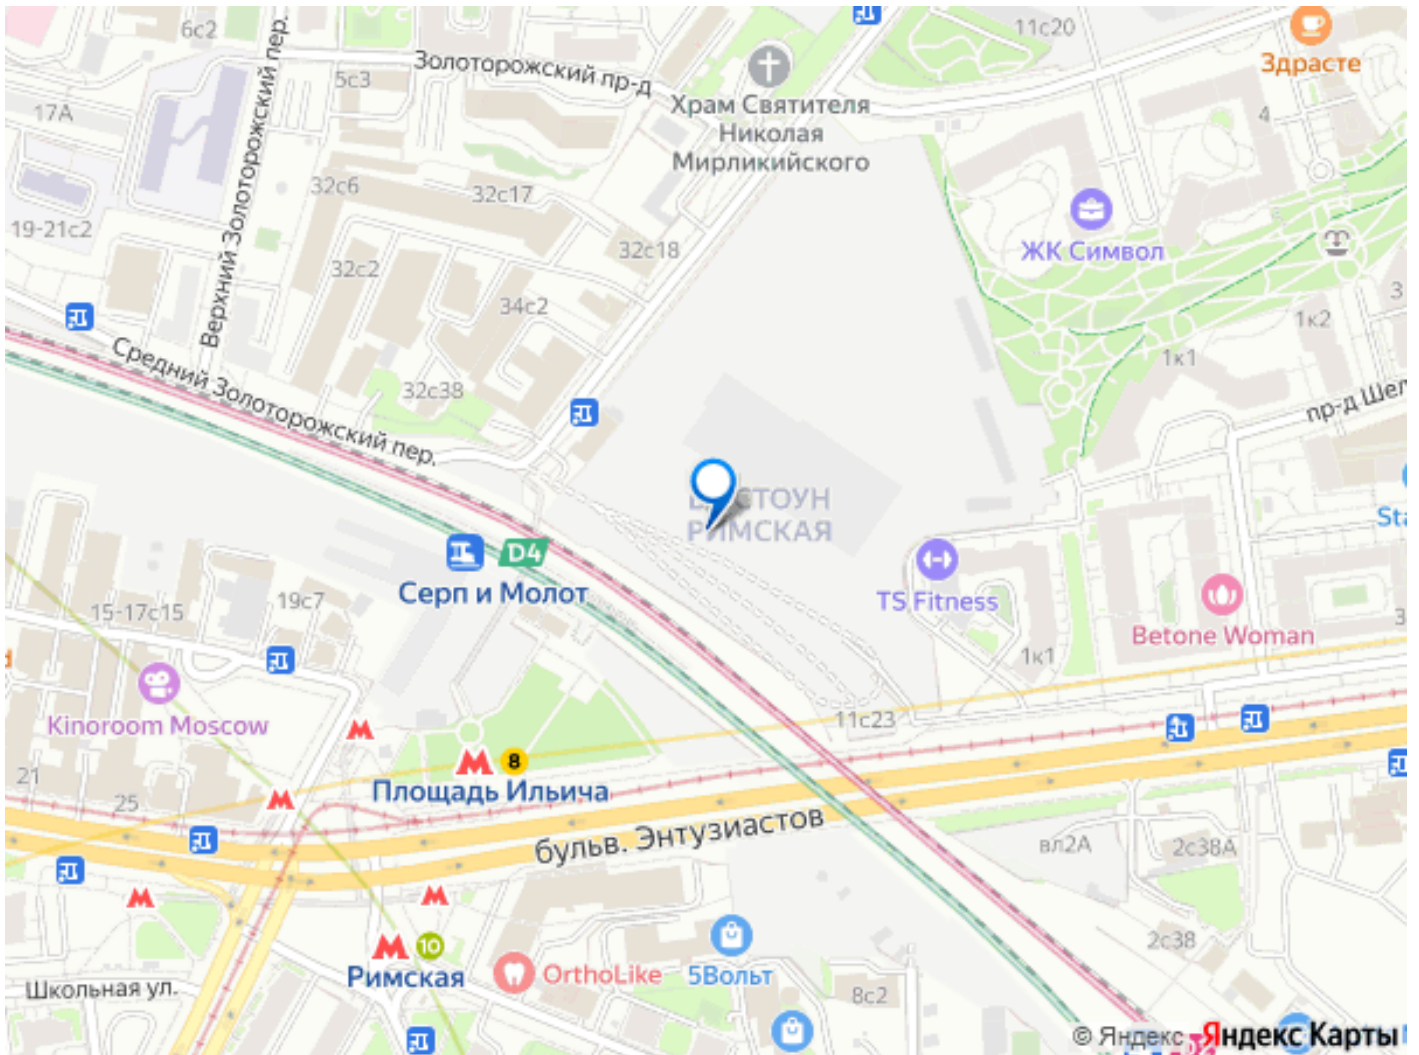 6с2
11с20
Здрасте
Золоторожский пр-д
5с3
17А
Храм Святителя
Николая
Мирликийского
4
Верхний Золоторожский пер.
32с6
32с17
19-21с2
32с18
ЖК Символ
32с2
34с2
3
1к2
Средний Золоторожский пер.
32с38
1к1
СТОУН
РИМСКАЯ
D4
Серп и Молот
TS Fitness
Betone Woman
15-17с15
19с7
1к1
Kinoroom Moscow
11с23
8
Площадь Ильича
21
25
бульв. Энтузиастов
вл2А
2с38А
10
Римская
OrthoLike
5Вольт
2с38
Школьная ул.
8с2
© Яндекс Яндекс Карты